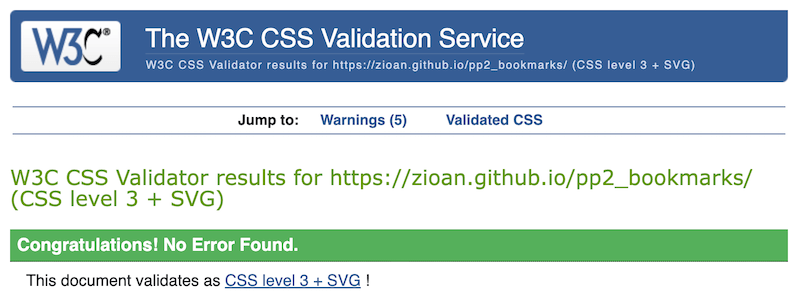 W3C®
The W3C CSS Validation Service
W3C CSS Validator results for https://zioan.github.io/pp2_bookmarks/ (CSS level 3 + SVG)
Jump to: Warnings (5) Validated CSS
W3C CSS Validator results for https://zioan.github.io/pp2_bookmarks/
(CSS level 3 + SVG)
Congratulations! No Error Found.
This document validates as CSS level 3 + SVG !